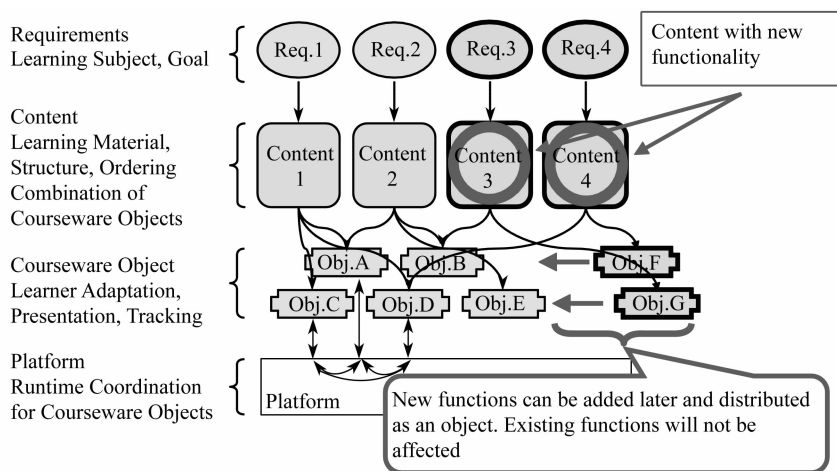 Requirements
Learning Subject, Goal
Req.1
Req.2
Req.3
Req.4
Content with new
functionality
Content
Learning Material,
Structure, Ordering
Combination of
Courseware Objects
Content
1
Content
2
Content
3
Content
4
Courseware Object
Learner Adaptation,
Presentation, Tracking
Obj.A
Obj.B
Obj.F
Obj.C
Obj.D
Obj.E
Obj.G
Platform
Runtime Coordination
for Courseware Objects
Platform
New functions can be added later and distributed
as an object. Existing functions will not be
affected